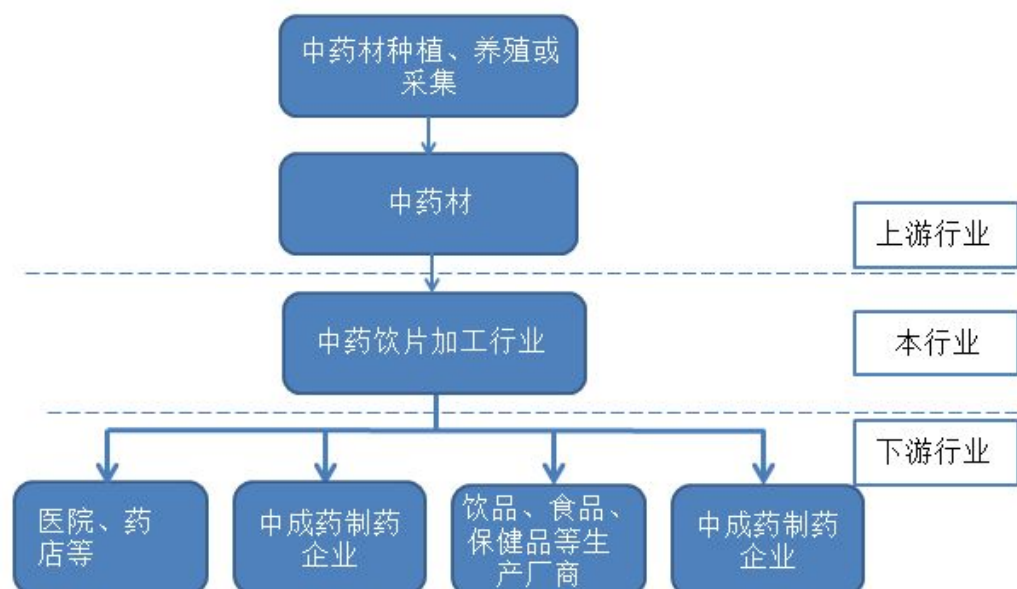 中药材种植、养殖或
采集
中药材
上游行业
中药饮片加工行业
本行业
下游行业
医院、药
店等
中成药制药
企业
饮品、食品、
保健品等生
产厂商
中成药制药
企业